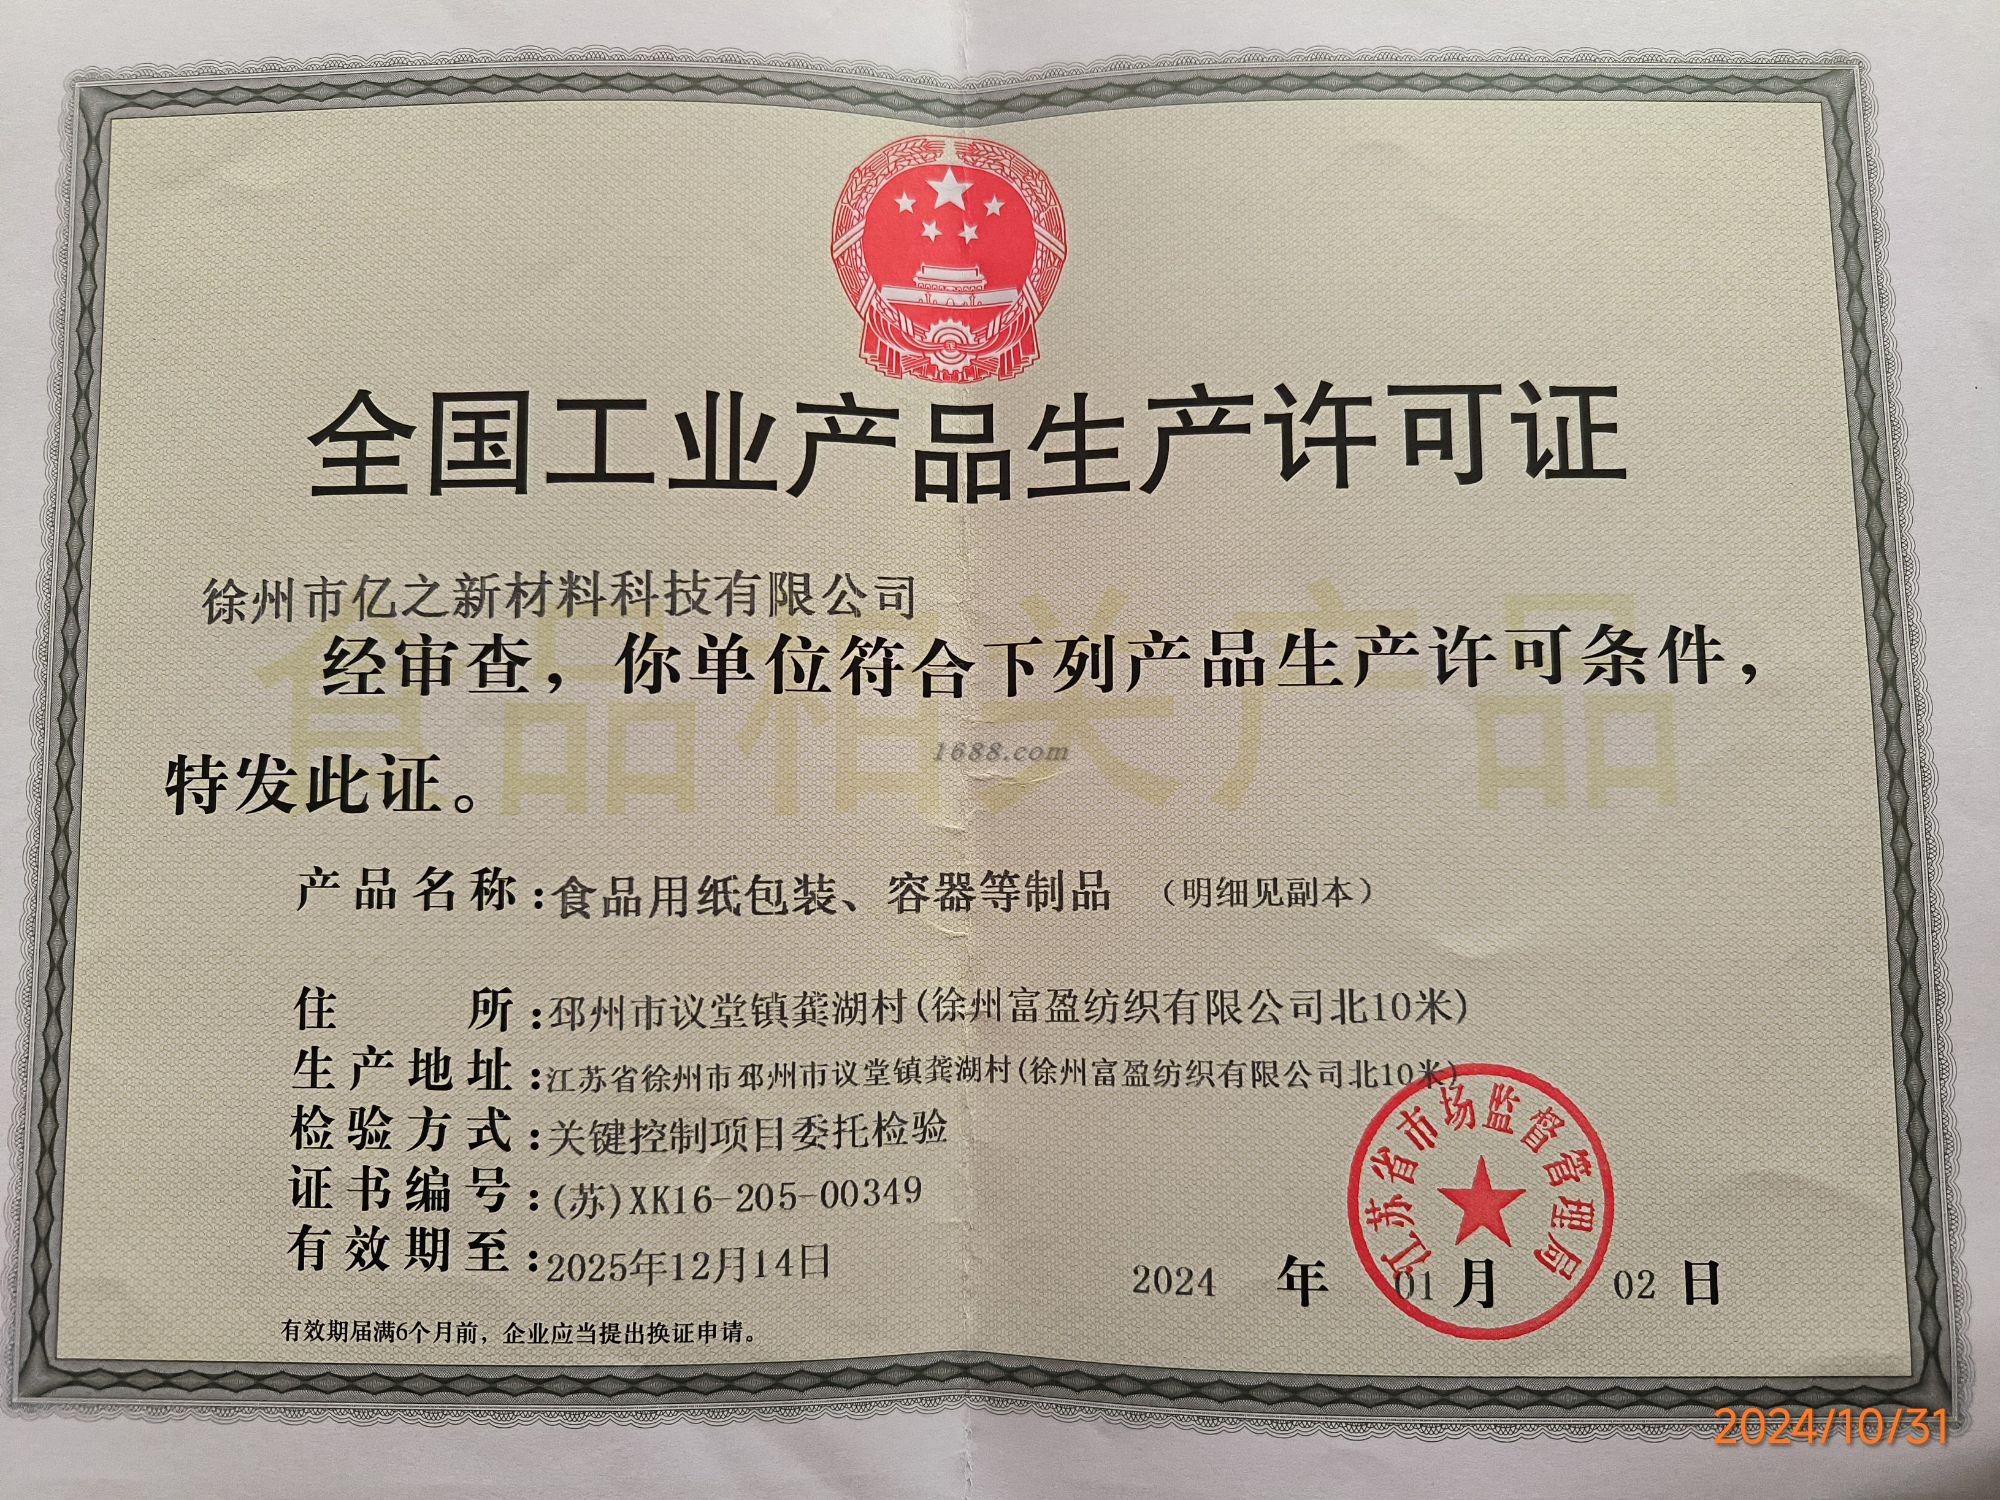 全国工业产品生产许可证
徐州市亿之新材料科技有限公司
食品相关产品
经审查，你单位符合下列产品生产许可条件，
特发此证。
1688.com
产品名称：食品用纸包装、容器等制品 （明细见副本）
住所：邳州市议堂镇龚湖村(徐州富盈纺织有限公司北10米)
生产地址：江苏省徐州市邳州市议堂镇龚湖村(徐州富盈纺织有限公司北10米)
检验方式：关键控制项目委托检验
证书编号：(苏)XK16-205-00349
有效期至：2025年12月14日
江苏省市场监督管理局
2024 年 01 月 02 日
有效期届满6个月前，企业应当提出换证申请。
2024/10/31